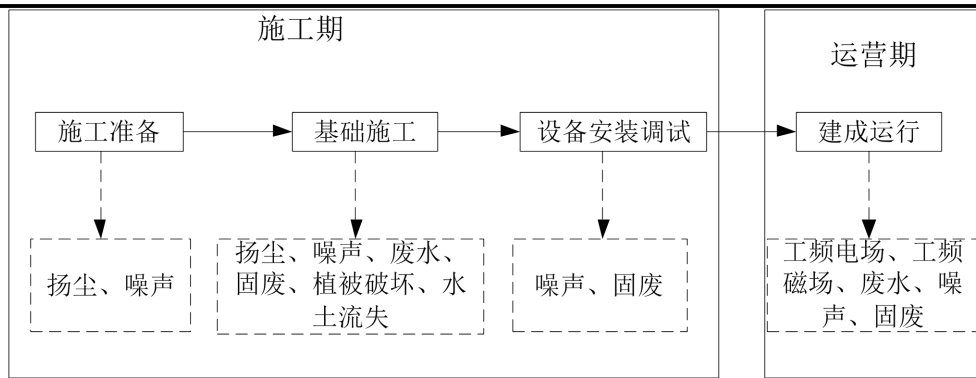 施工期
运营期
施工准备
基础施工
设备安装调试
建成运行
扬尘、噪声
扬尘、噪声、废水、
固废、植被破坏、水
土流失
噪声、固废
工频电场、工频
磁场、废水、噪
声、固废